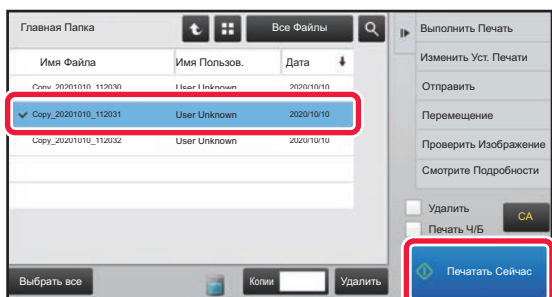 Главная Папка Все Файлы
Имя Файла Имя Пользов. Дата
Copy_20201010_112030 User Unknown 2020/10/10
Copy_20201010_112031 User Unknown 2020/10/10
Copy_20201010_112032 User Unknown 2020/10/10
Выбрать все Копии Удалить
Выполнить Печать
Изменить Уст. Печати
Отправить
Перемещение
Проверить Изображение
Смотрите Подробности
Удалить
Печать Ч/Б
CA
Печатать Сейчас